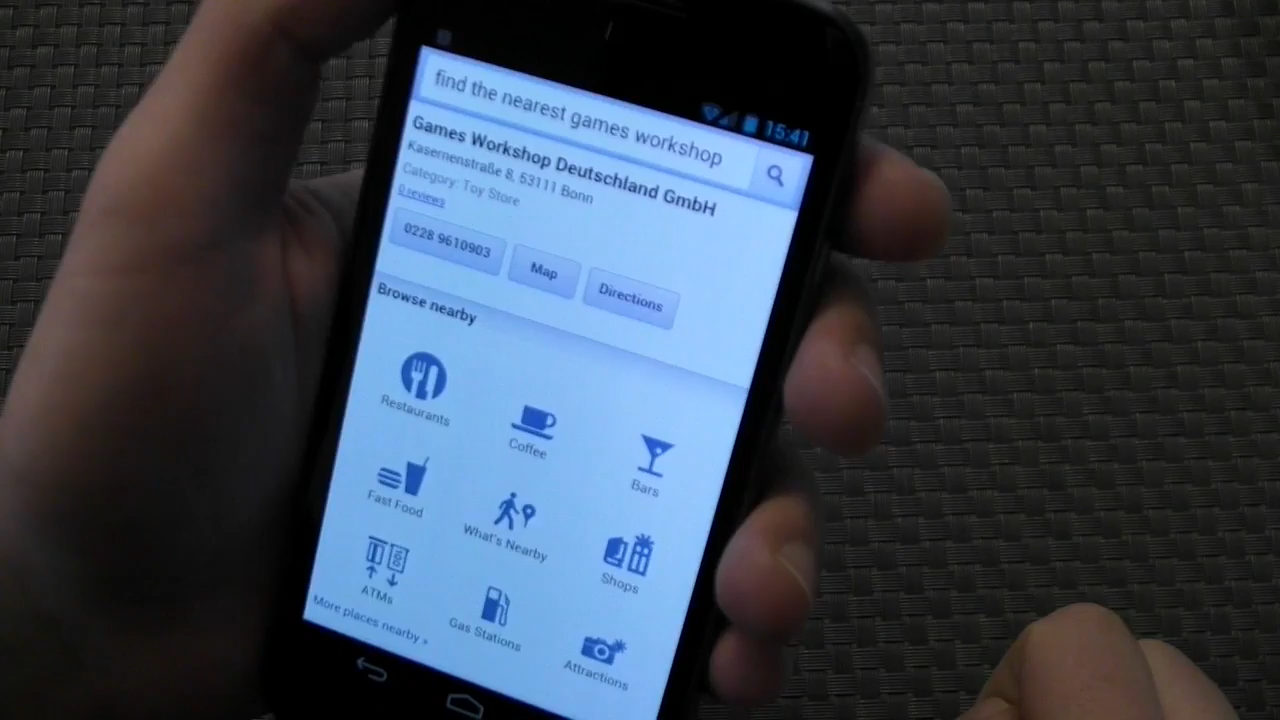 15:41
find the nearest games workshop
Games Workshop Deutschland GmbH
Kasernenstraße 8, 53111 Bonn
Category: Toy Store
0 reviews
0228 9610903
Map
Directions
Browse nearby
Restaurants
Coffee
Bars
Fast Food
What's Nearby
Shops
100
ATMs
Gas Stations
Attractions
More places nearby »